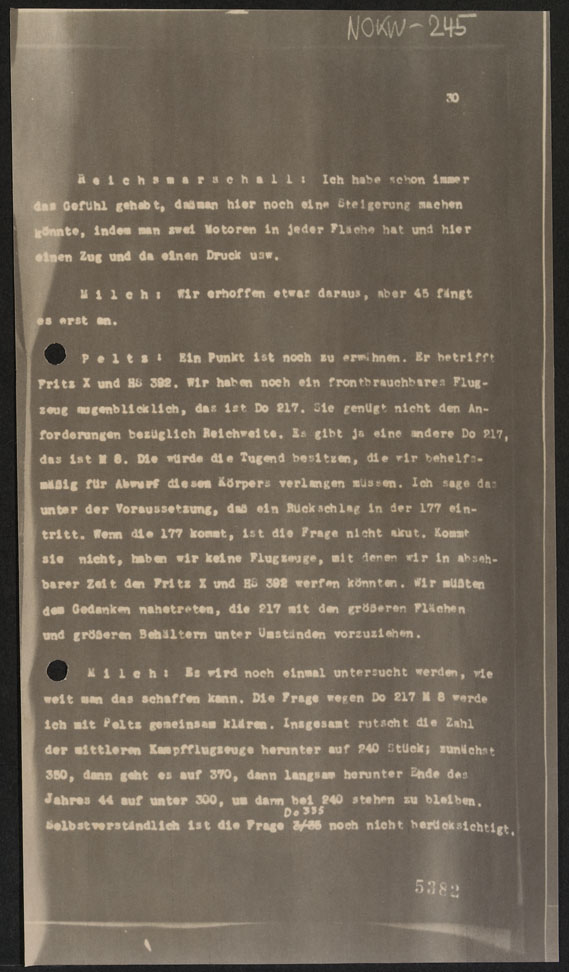 NOKW-245
30
Reichsmarschall: Ich habe schon immer
das Gefühl gehabt, daßman hier noch eine Steigerung machen
könnte, indem man zwei Motoren in jeder Fläche hat und hier
einen Zug und da einen Druck usw.
Milch: Wir erhoffen etwas daraus, aber 45 fängt
es erst an.
Peltz: Ein Punkt ist noch zu erwähnen. Er betrifft
Fritz X und HS 392. Wir haben noch ein frontbrauchbares Flug-
zeug augenblicklich, das ist Do 217. Sie genügt nicht den An-
forderungen bezüglich Reichweite. Es gibt ja eine andere Do 217,
das ist M 8. Die würde die Tugend besitzen, die wir behelfs-
mäßig für Abwurf dieses Körpers verlangen müssen. Ich sage das
unter der Voraussetzung, daß ein Rückschlag in der 177 ein-
tritt. Wenn die 177 kommt, ist die Frage nicht akut. Kommt
sie nicht, haben wir keine Flugzeuge, mit denen wir in abseh-
barer Zeit den Fritz X und HS 392 werfen könnten. Wir müßten
dem Gedanken nahetreten, die 217 mit den größeren Flächen
und größeren Behältern unter Umständen vorzuziehen.
Milch: Es wird noch einmal untersucht werden, wie
weit man das schaffen kann. Die Frage wegen Do 217 M 8 werde
ich mit Peltz gemeinsam klären. Insgesamt rutscht die Zahl
der mittleren Kampfflugzeuge herunter auf 240 Stück; zunächst
350, dann geht es auf 370, dann langsam herunter Ende des
Jahres 44 auf unter 300, um dann bei 240 stehen zu bleiben.
Do 335
Selbstverständlich ist die Frage 3/35 noch nicht berücksichtigt.
5382